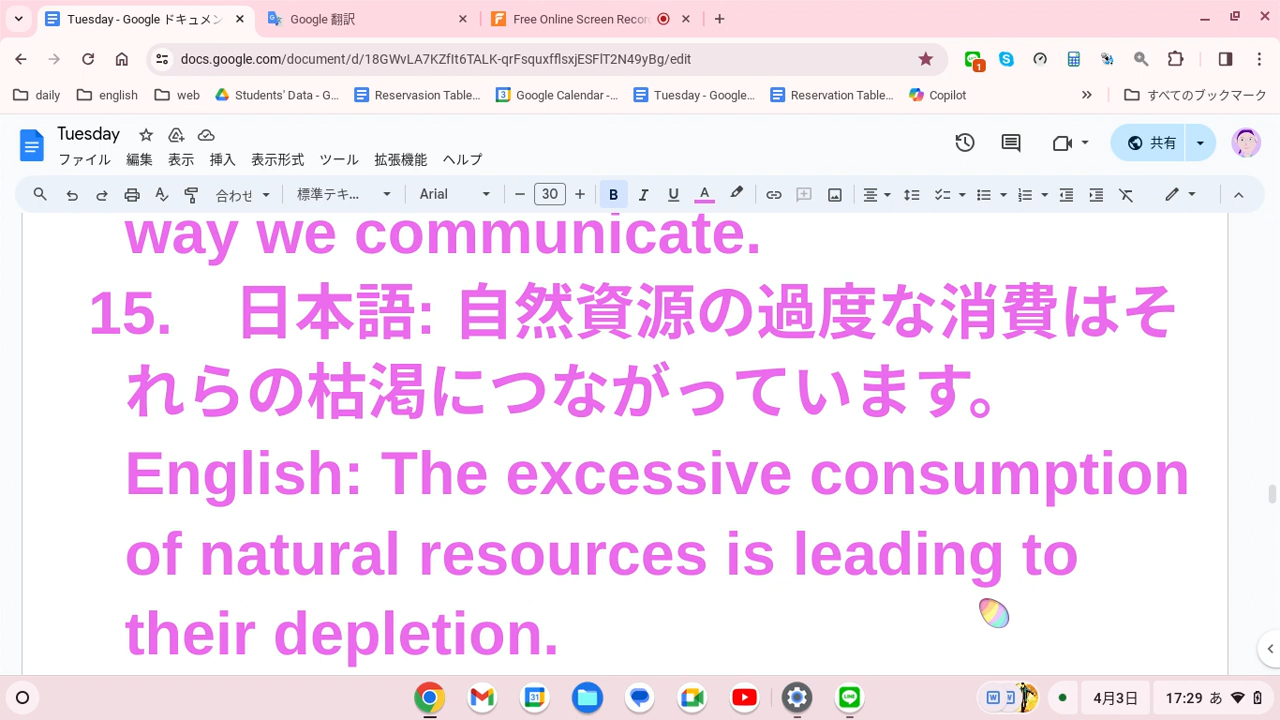 Tuesday - Google ドキュメン
Google 翻訳
Free Online Screen Recor
docs.google.com/document/d/18GWvLA7KZfIt6TALK-qrFsquxfflsxjESFlT2N49yBg/edit
1
daily
english
web
Students' Data - G...
Reservasion Table...
Google Calendar -...
Tuesday - Google...
Reservation Table...
Copilot
すべてのブックマーク
Tuesday
共有
ファイル 編集 表示 挿入 表示形式 ツール 拡張機能 ヘルプ
合わせ 標準テキ... Arial 30 B I U A
way we communicate.
15. 日本語: 自然資源の過度な消費はそ
れらの枯渇につながっています。
English: The excessive consumption
of natural resources is leading to
their depletion.
31
4月3日
17:29 あ